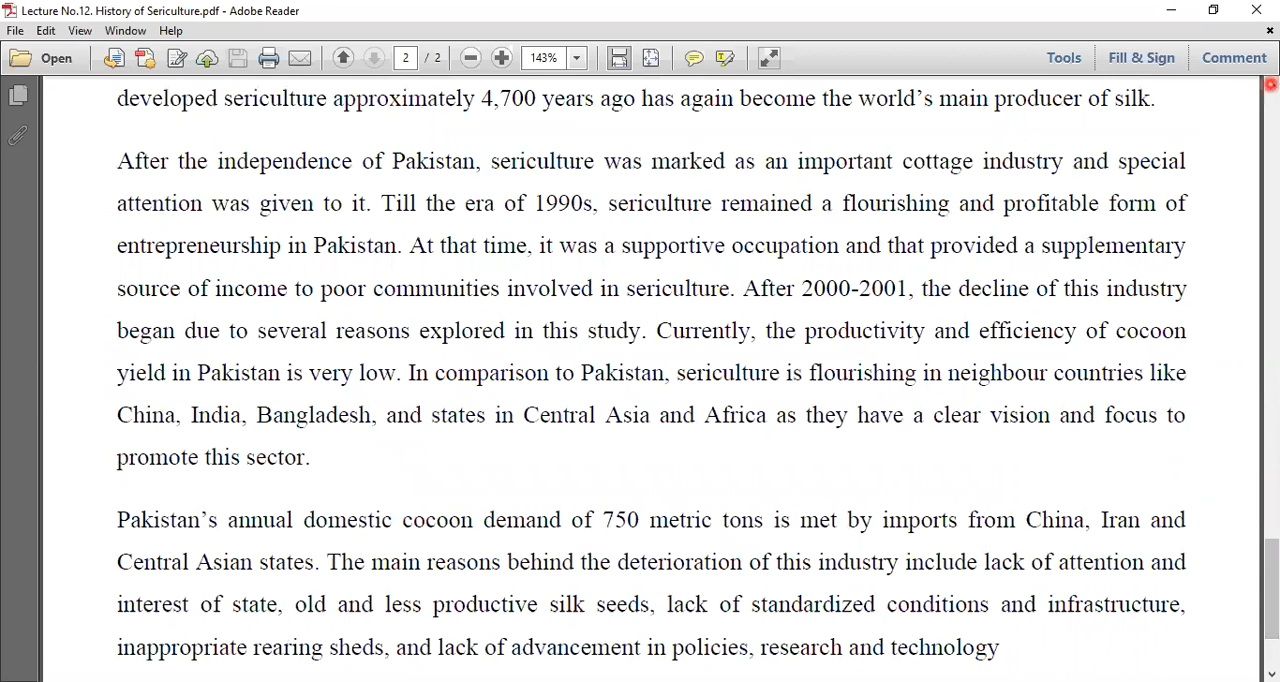 Lecture No.12. History of Sericulture.pdf - Adobe Reader
File Edit View Window Help
Open 2 / 2 143% Tools Fill & Sign Comment
developed sericulture approximately 4,700 years ago has again become the world’s main producer of silk.
After the independence of Pakistan, sericulture was marked as an important cottage industry and special
attention was given to it. Till the era of 1990s, sericulture remained a flourishing and profitable form of
entrepreneurship in Pakistan. At that time, it was a supportive occupation and that provided a supplementary
source of income to poor communities involved in sericulture. After 2000-2001, the decline of this industry
began due to several reasons explored in this study. Currently, the productivity and efficiency of cocoon
yield in Pakistan is very low. In comparison to Pakistan, sericulture is flourishing in neighbour countries like
China, India, Bangladesh, and states in Central Asia and Africa as they have a clear vision and focus to
promote this sector.
Pakistan’s annual domestic cocoon demand of 750 metric tons is met by imports from China, Iran and
Central Asian states. The main reasons behind the deterioration of this industry include lack of attention and
interest of state, old and less productive silk seeds, lack of standardized conditions and infrastructure,
inappropriate rearing sheds, and lack of advancement in policies, research and technology